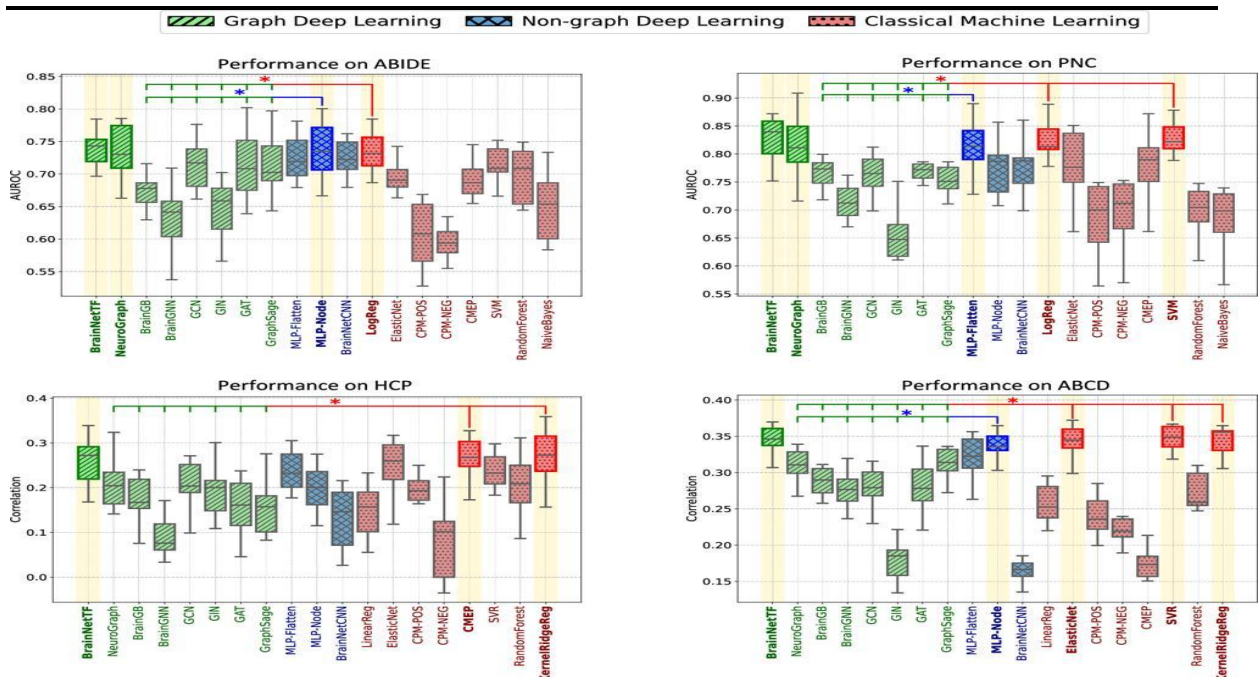 Graph Deep Learning Non-graph Deep Learning Classical Machine Learning
Performance on ABIDE
*
*
AUROC
0.85
0.80
0.75
0.70
0.65
0.60
0.55
BrainNetTF
NeuroGraph
BrainGB
BrainGNN
GCN
GIN
GAT
GraphSage
MLP-Flatten
MLP-Node
BrainNetCNN
LogReg
ElasticNet
CPM-POS
CPM-NEG
CMEP
SVM
RandomForest
NaiveBayes
Performance on PNC
*
*
AUROC
0.90
0.85
0.80
0.75
0.70
0.65
0.60
0.55
BrainNetTF
NeuroGraph
BrainGB
BrainGNN
GCN
GIN
GAT
GraphSage
MLP-Flatten
MLP-Node
BrainNetCNN
LogReg
ElasticNet
CPM-POS
CPM-NEG
CMEP
SVM
RandomForest
NaiveBayes
Performance on HCP
*
Correlation
0.4
0.3
0.2
0.1
0.0
BrainNetTF
NeuroGraph
BrainGB
BrainGNN
GCN
GIN
GAT
GraphSage
MLP-Flatten
MLP-Node
BrainNetCNN
LinearReg
ElasticNet
CPM-POS
CPM-NEG
CMEP
SVR
RandomForest
KernelRidgeReg
Performance on ABCD
*
*
Correlation
0.40
0.35
0.30
0.25
0.20
0.15
BrainNetTF
NeuroGraph
BrainGB
BrainGNN
GCN
GIN
GAT
GraphSage
MLP-Flatten
MLP-Node
BrainNetCNN
LinearReg
ElasticNet
CPM-POS
CPM-NEG
CMEP
SVR
RandomForest
KernelRidgeReg